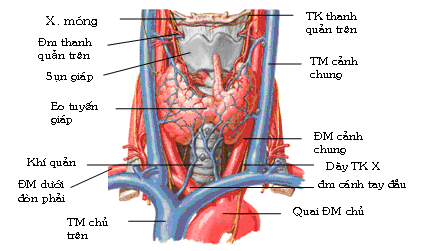 X. móng
Đm thanh
quản trên
Sụn giáp
Eo tuyến
giáp
Khí quản
ĐM dưới
đòn phải
TM chủ
trên
TK thanh
quản trên
TM cảnh
chung
ĐM cảnh
chung
Dây TK X
đm cánh tay đầu
Quai ĐM chủ